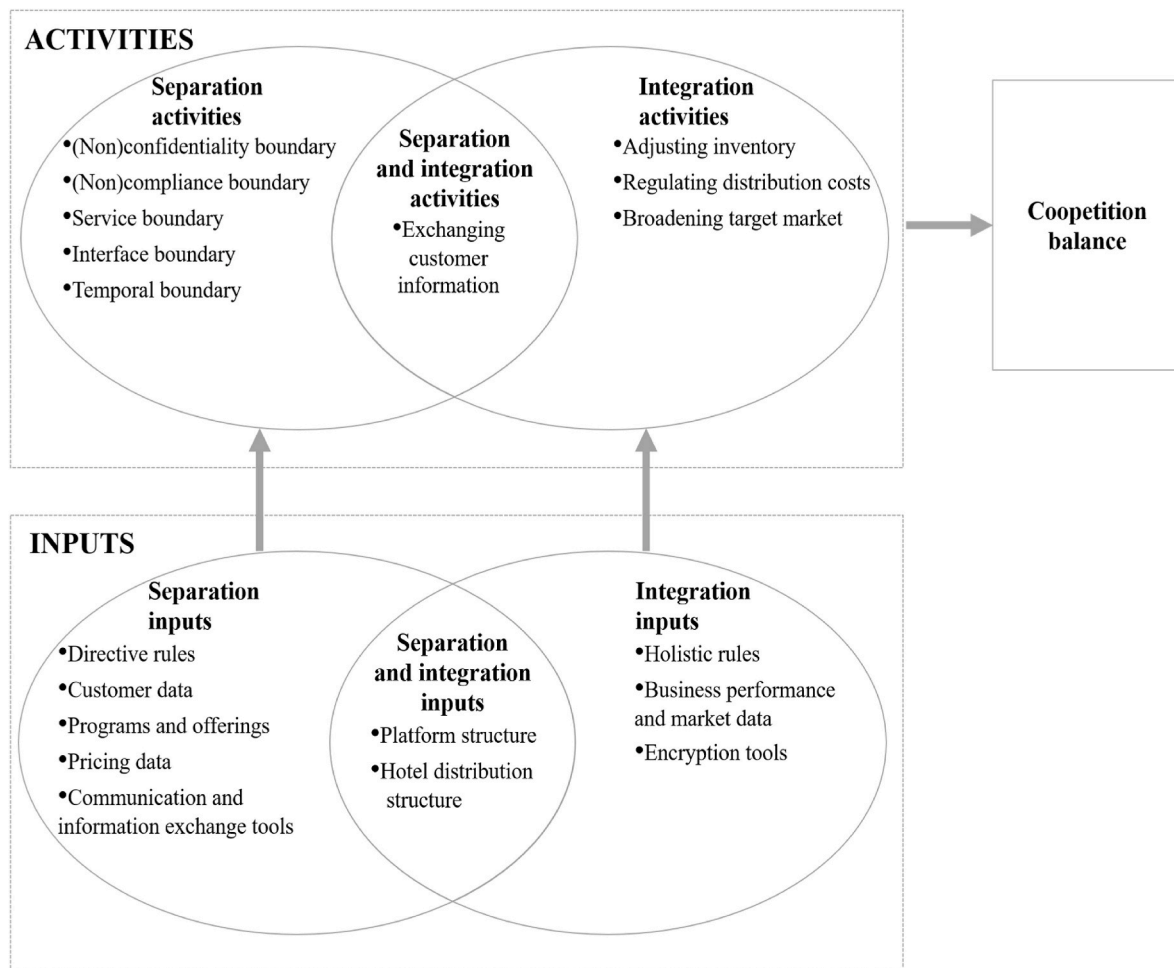 ACTIVITIES
Separation
activities
•(Non)confidentiality boundary
•(Non)compliance boundary
•Service boundary
•Interface boundary
•Temporal boundary
Separation
and integration
activities
•Exchanging
customer
information
Integration
activities
•Adjusting inventory
•Regulating distribution costs
•Broadening target market
Coopetition
balance
INPUTS
Separation
inputs
•Directive rules
•Customer data
•Programs and offerings
•Pricing data
•Communication and
information exchange tools
Separation
and integration
inputs
•Platform structure
•Hotel distribution
structure
Integration
inputs
•Holistic rules
•Business performance
and market data
•Encryption tools